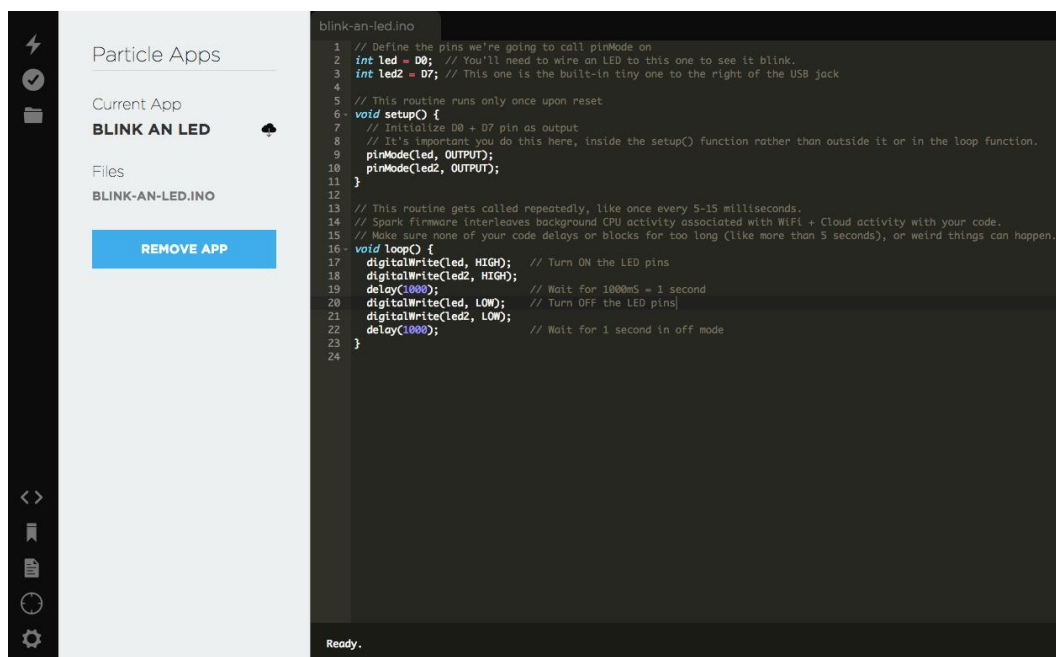 Particle Apps
Current App
BLINK AN LED
Files
BLINK-AN-LED.INO
REMOVE APP
blink-an-led.ino
1 // Define the pins we're going to call pinMode on
2 int led = D0; // You'll need to wire an LED to this one to see it blink.
3 int led2 = D7; // This one is the built-in tiny one to the right of the USB jack
4
5 // This routine runs only once upon reset
6 void setup() {
7 // Initialize D0 + D7 pin as output
8 // It's important you do this here, inside the setup() function rather than outside it or in the loop function.
9 pinMode(led, OUTPUT);
10 pinMode(led2, OUTPUT);
11 }
12
13 // This routine gets called repeatedly, like once every 5-15 milliseconds.
14 // Spark firmware interleaves background CPU activity associated with WiFi + Cloud activity with your code.
15 // Make sure none of your code delays or blocks for too long (like more than 5 seconds), or weird things can happen.
16 void loop() {
17 digitalWrite(led, HIGH); // Turn ON the LED pins
18 digitalWrite(led2, HIGH);
19 delay(1000); // Wait for 1000mS = 1 second
20 digitalWrite(led, LOW); // Turn OFF the LED pins
21 digitalWrite(led2, LOW);
22 delay(1000); // Wait for 1 second in off mode
23 }
24
Ready.